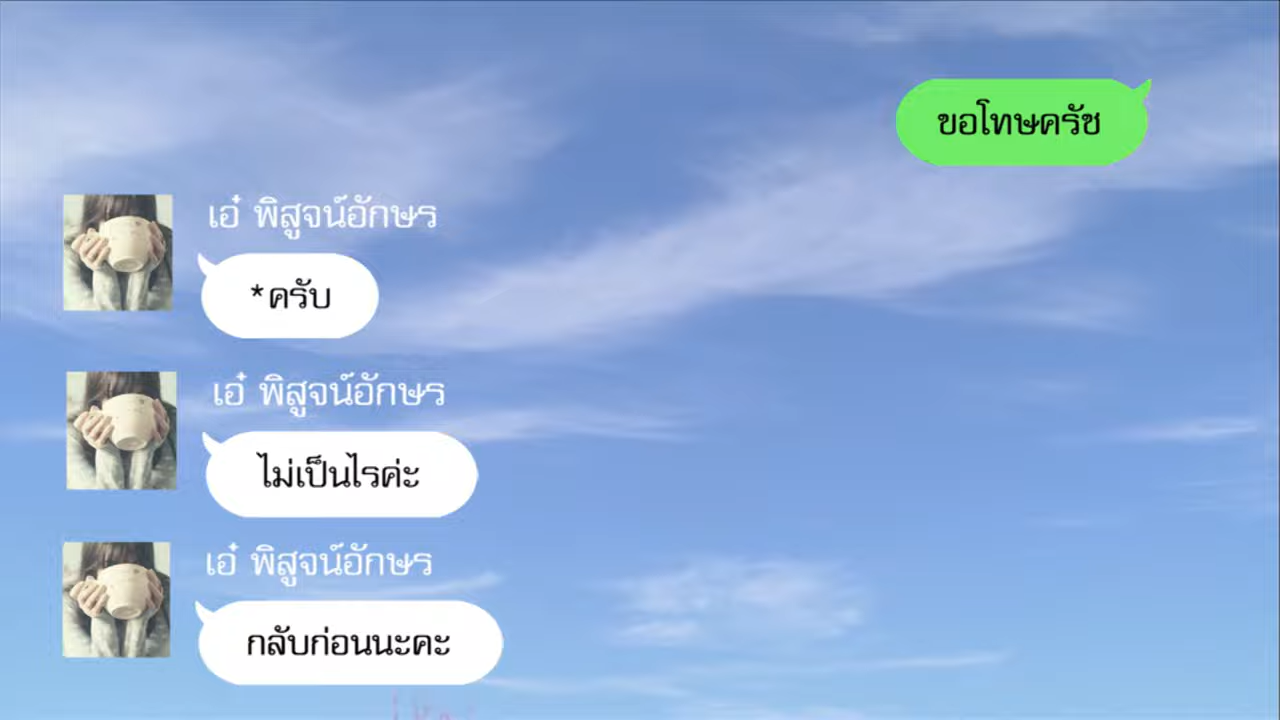 ขอโทษครัช
เอ๋ พิสูจน์อักษร
*ครับ
เอ๋ พิสูจน์อักษร
ไม่เป็นไรค่ะ
เอ๋ พิสูจน์อักษร
กลับก่อนนะคะ